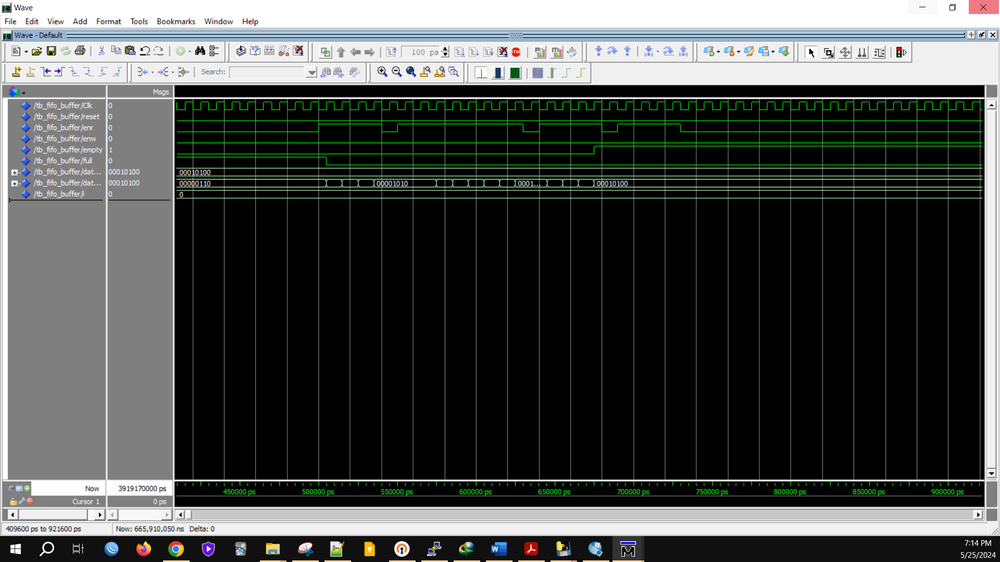 Wave
File Edit View Add Format Tools Bookmarks Window Help
Wave - Default
100 ps
STOP
Search:
Msgs
/tb_fifo_buffer/Clk 0
/tb_fifo_buffer/reset 0
/tb_fifo_buffer/enr 0
/tb_fifo_buffer/enw 0
/tb_fifo_buffer/empty 1
/tb_fifo_buffer/full 0
/tb_fifo_buffer/dat... 00010100 00010100
/tb_fifo_buffer/dat... 00010100 00000110 00001010 0001... 00010100
/tb_fifo_buffer/i 0 0
Now 3919170000 ps
450000 ps 500000 ps 550000 ps 600000 ps 650000 ps 700000 ps 750000 ps 800000 ps 850000 ps 900000 ps
Cursor 1 0 ps
409600 ps to 921600 ps Now: 665,910,050 ns Delta: 0
7:14 PM
5/25/2024